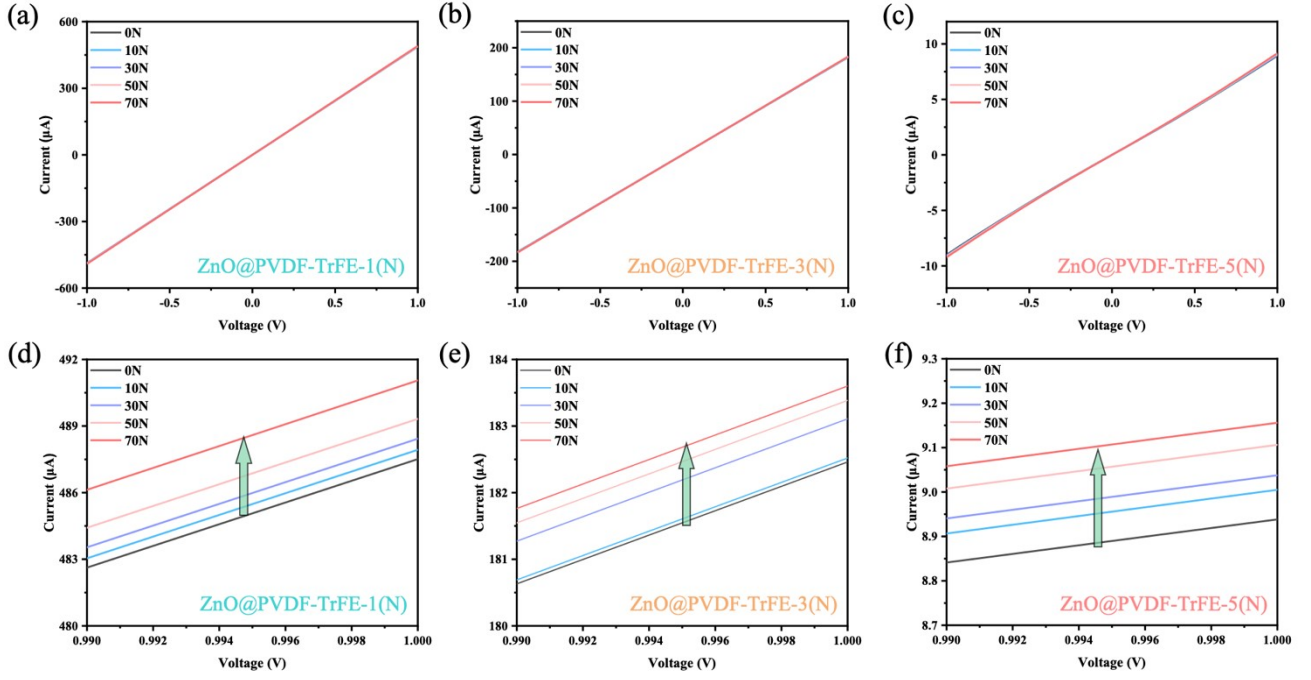 (a)
600
300
0
-300
-600
Current (μA)
0N
10N
30N
50N
70N
ZnO@PVDF-TrFE-1(N)
-1.0 -0.5 0.0 0.5 1.0
Voltage (V)
(b)
200
100
0
-100
-200
Current (μA)
0N
10N
30N
50N
70N
ZnO@PVDF-TrFE-3(N)
-1.0 -0.5 0.0 0.5 1.0
Voltage (V)
(c)
10
5
0
-5
-10
Current (μA)
0N
10N
30N
50N
70N
ZnO@PVDF-TrFE-5(N)
-1.0 -0.5 0.0 0.5 1.0
Voltage (V)
(d)
492
489
486
483
480
Current (μA)
0N
10N
30N
50N
70N
ZnO@PVDF-TrFE-1(N)
0.990 0.992 0.994 0.996 0.998 1.000
Voltage (V)
(e)
184
183
182
181
180
Current (μA)
0N
10N
30N
50N
70N
ZnO@PVDF-TrFE-3(N)
0.990 0.992 0.994 0.996 0.998 1.000
Voltage (V)
(f)
9.3
9.2
9.1
9.0
8.9
8.8
8.7
Current (μA)
0N
10N
30N
50N
70N
ZnO@PVDF-TrFE-5(N)
0.990 0.992 0.994 0.996 0.998 1.000
Voltage (V)